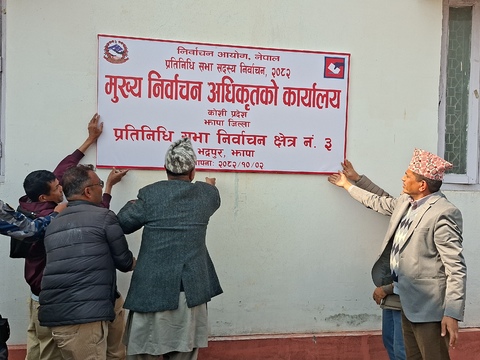 निर्वाचन आयोग, नेपाल
प्रतिनिधि सभा सदस्य निर्वाचन, २०८२
मुख्य निर्वाचन अधिकृतको कार्यालय
कोशी प्रदेश
झापा जिल्ला
प्रतिनिधि सभा निर्वाचन क्षेत्र नं. ३
भद्रपुर, झापा
स्थापनाः २०८२/१०/०२